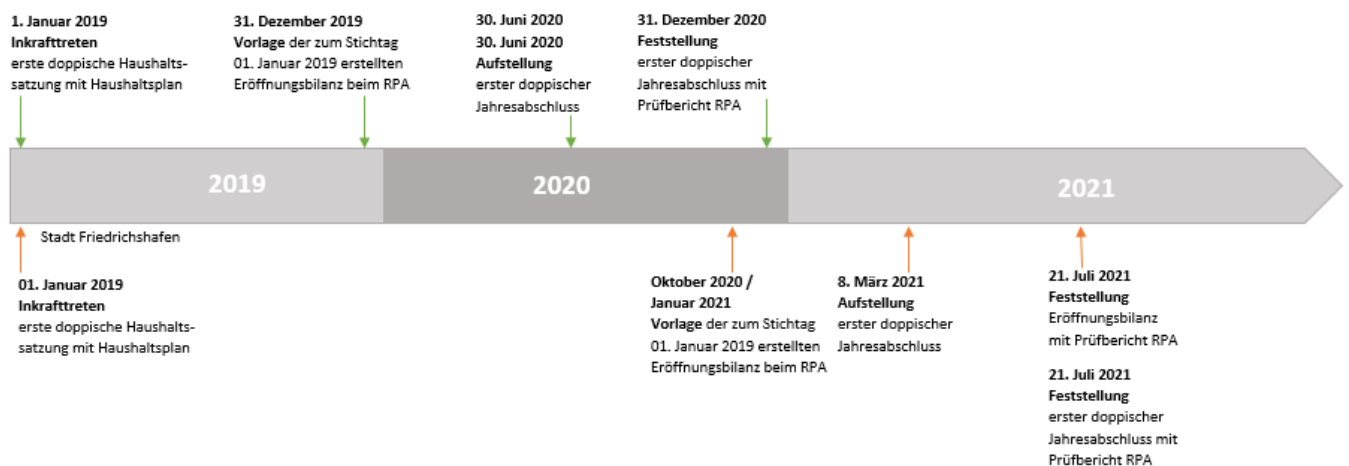 1. Januar 2019
Inkrafttreten
erste doppische Haushalts-
satzung mit Haushaltsplan
31. Dezember 2019
Vorlage der zum Stichtag
01. Januar 2019 erstellten
Eröffnungsbilanz beim RPA
30. Juni 2020
30. Juni 2020
Aufstellung
erster doppischer
Jahresabschluss
31. Dezember 2020
Feststellung
erster doppischer
Jahresabschluss mit
Prüfbericht RPA
2019
2020
2021
Stadt Friedrichshafen
01. Januar 2019
Inkrafttreten
erste doppische Haushalts-
satzung mit Haushaltsplan
Oktober 2020 /
Januar 2021
Vorlage der zum Stichtag
01. Januar 2019 erstellten
Eröffnungsbilanz beim RPA
8. März 2021
Aufstellung
erster doppischer
Jahresabschluss
21. Juli 2021
Feststellung
Eröffnungsbilanz
mit Prüfbericht RPA
21. Juli 2021
Feststellung
erster doppischer
Jahresabschluss mit
Prüfbericht RPA